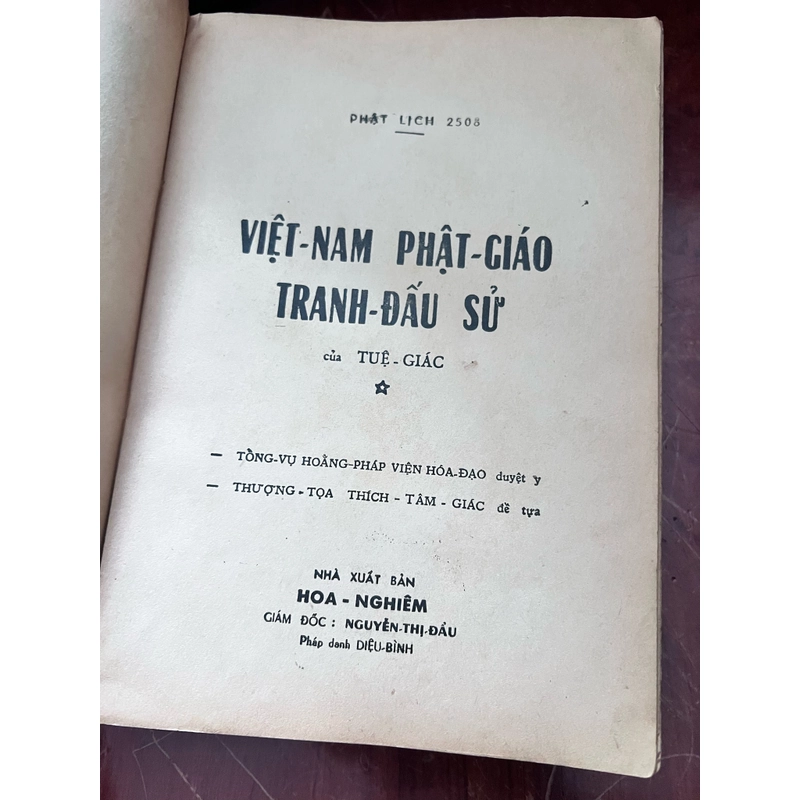 PHẬT LỊCH 2508
VIỆT-NAM PHẬT-GIÁO
TRANH-ĐẤU SỬ
của TUỆ-GIÁC
— TỔNG-VỤ HOẰNG-PHÁP VIỆN HÓA-ĐẠO duyệt y
— THƯỢNG-TỌA THÍCH-TÂM-GIÁC đề tựa
NHÀ XUẤT BẢN
HOA-NGHIÊM
GIÁM ĐỐC: NGUYỄN-THỊ-ĐẨU
Pháp danh DIỆU-BÌNH